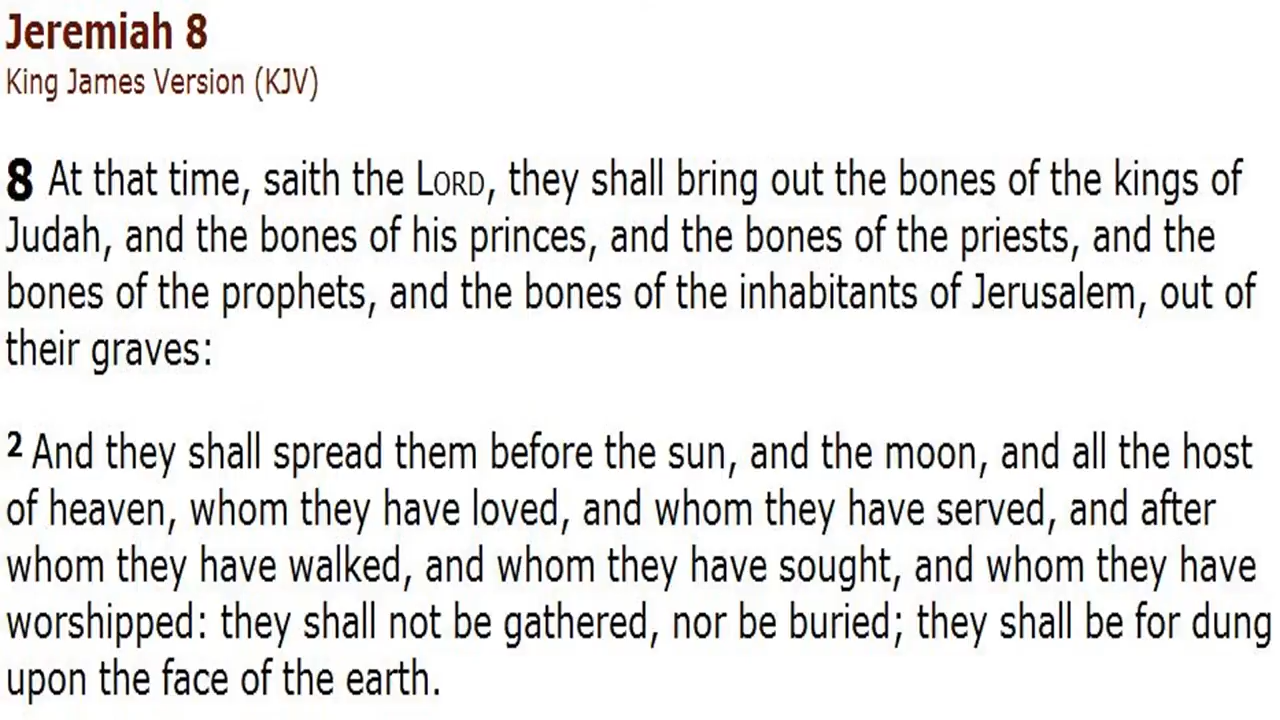 Jeremiah 8
King James Version (KJV)
8 At that time, saith the LORD, they shall bring out the bones of the kings of
Judah, and the bones of his princes, and the bones of the priests, and the
bones of the prophets, and the bones of the inhabitants of Jerusalem, out of
their graves:
2 And they shall spread them before the sun, and the moon, and all the host
of heaven, whom they have loved, and whom they have served, and after
whom they have walked, and whom they have sought, and whom they have
worshipped: they shall not be gathered, nor be buried; they shall be for dung
upon the face of the earth.